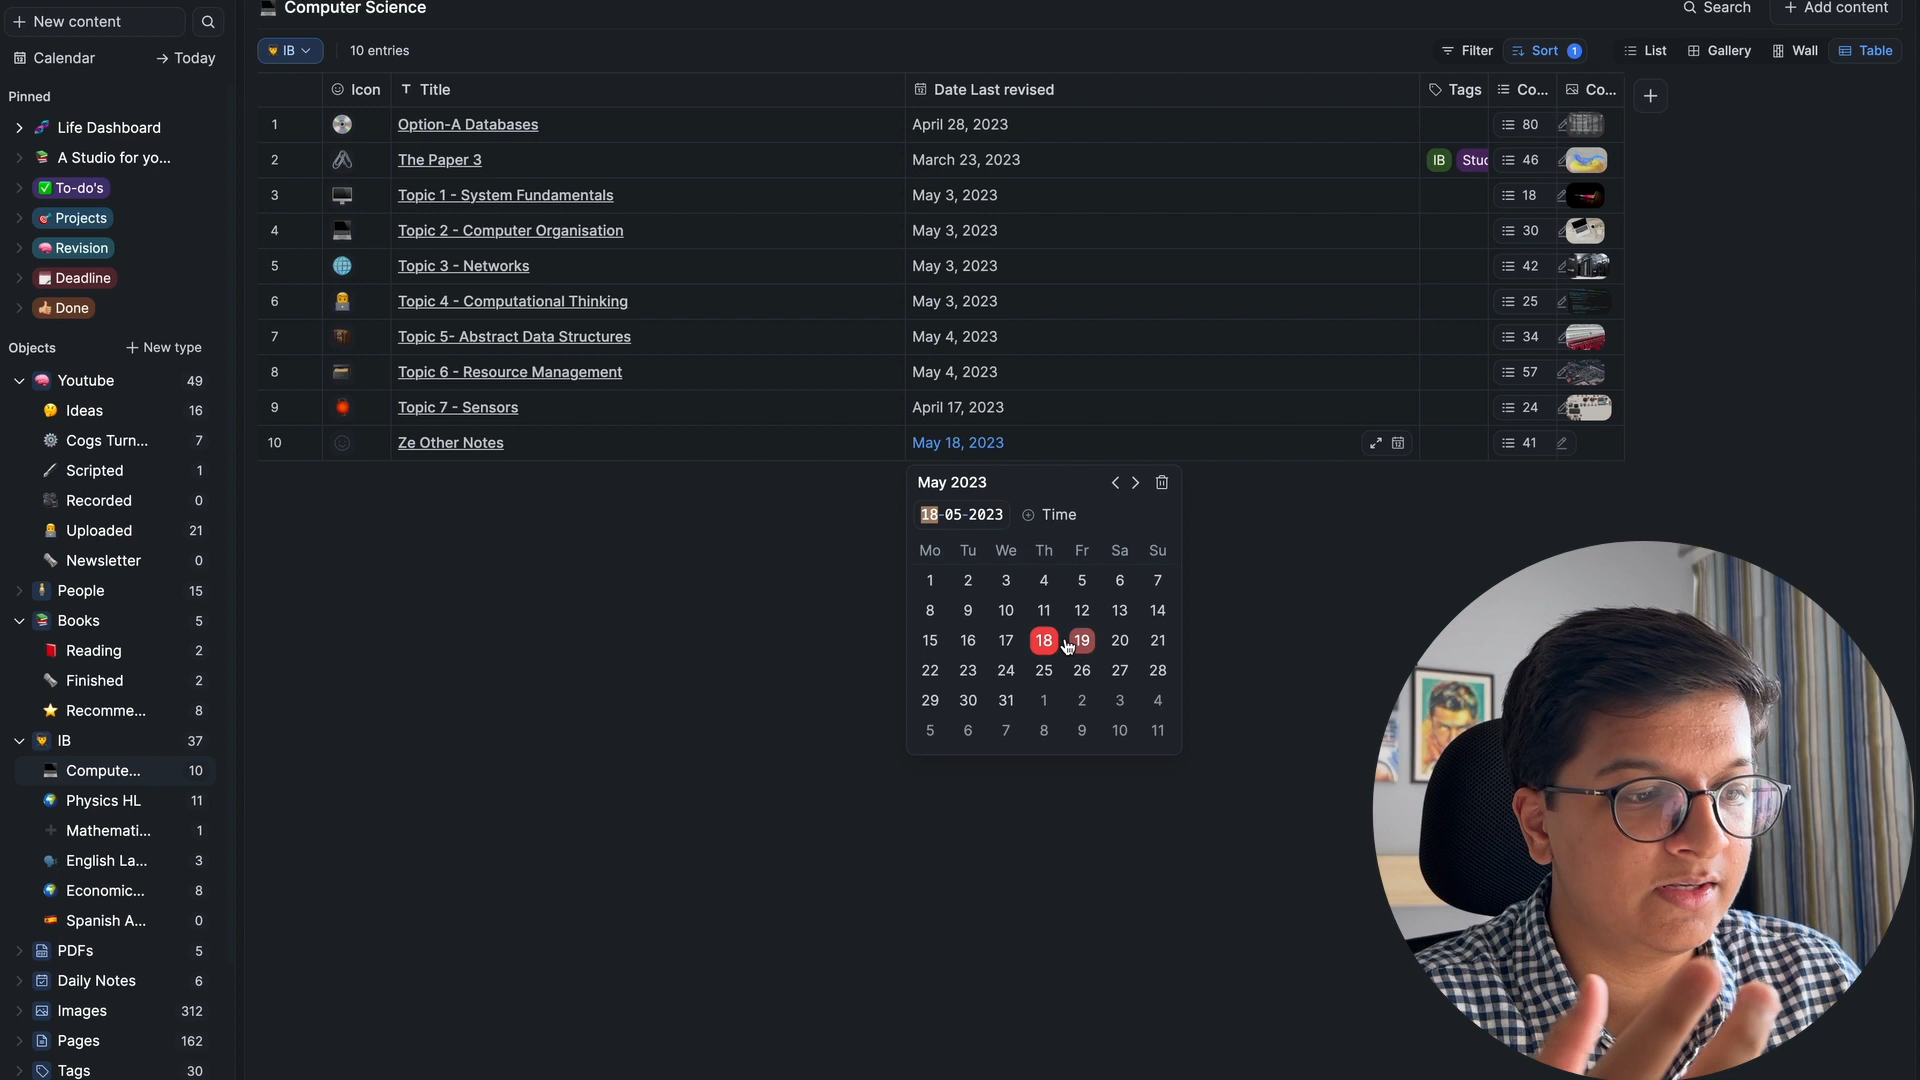 New content
Calendar
Today
Pinned
Life Dashboard
A Studio for yo...
To-do's
Projects
Revision
Deadline
Done
Objects
New type
Youtube 49
Ideas 16
Cogs Turn... 7
Scripted 1
Recorded 0
Uploaded 21
Newsletter 0
People 15
Books 5
Reading 2
Finished 2
Recomme... 8
IB 37
Compute... 10
Physics HL 11
Mathemati... 1
English La... 3
Economic... 8
Spanish A... 0
PDFs 5
Daily Notes 6
Images 312
Pages 162
Tags 30
Computer Science
Search
Add content
IB
10 entries
Filter
Sort 1
List
Gallery
Wall
Table
Icon Title Date Last revised Tags Co... Co...
1 Option-A Databases April 28, 2023 80
2 The Paper 3 March 23, 2023 IB Stud 46
3 Topic 1 - System Fundamentals May 3, 2023 18
4 Topic 2 - Computer Organisation May 3, 2023 30
5 Topic 3 - Networks May 3, 2023 42
6 Topic 4 - Computational Thinking May 3, 2023 25
7 Topic 5- Abstract Data Structures May 4, 2023 34
8 Topic 6 - Resource Management May 4, 2023 57
9 Topic 7 - Sensors April 17, 2023 24
10 Ze Other Notes May 18, 2023 41
May 2023
18-05-2023 Time
Mo Tu We Th Fr Sa Su
1 2 3 4 5 6 7
8 9 10 11 12 13 14
15 16 17 18 19 20 21
22 23 24 25 26 27 28
29 30 31 1 2 3 4
5 6 7 8 9 10 11